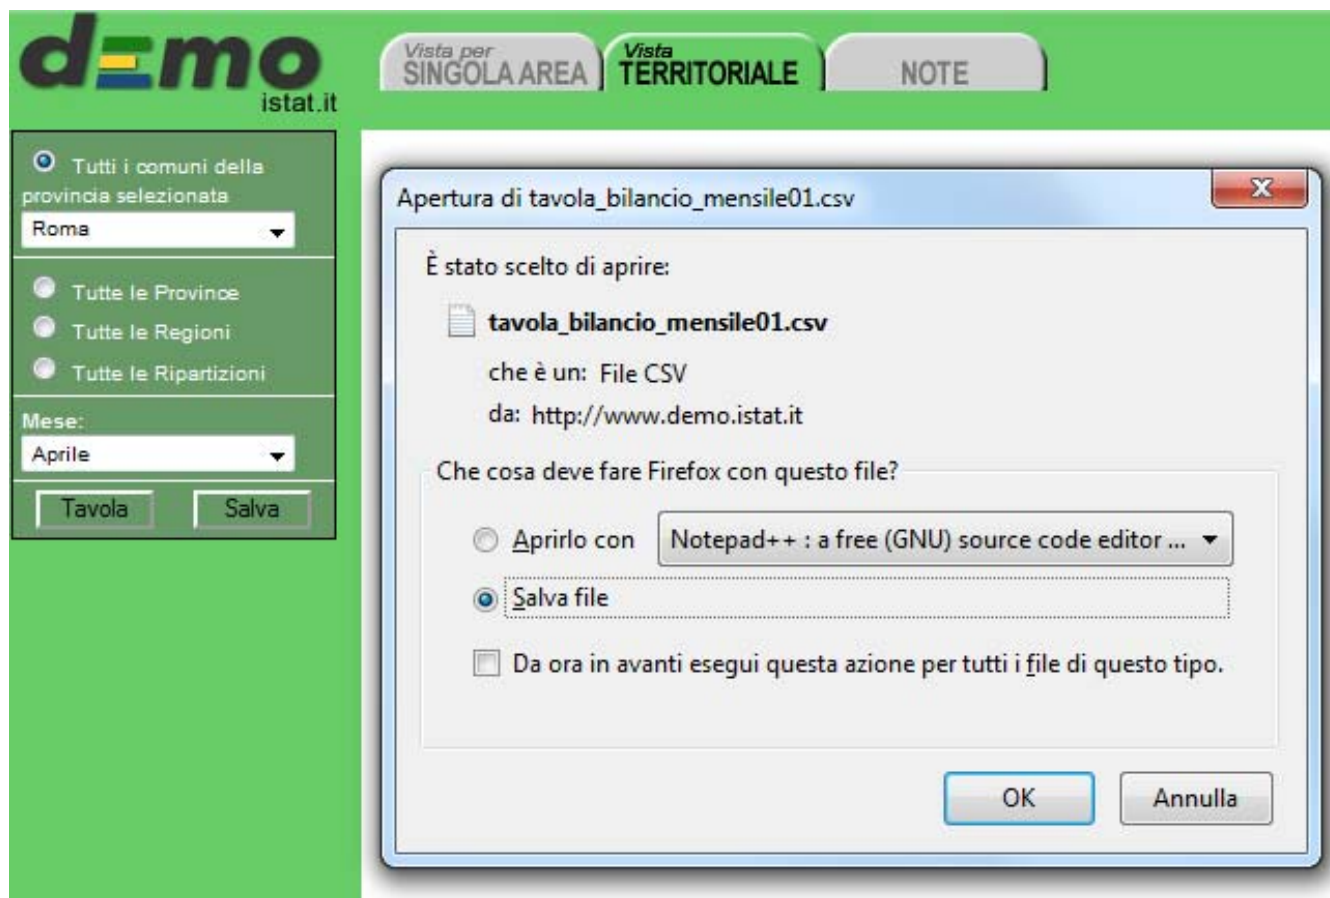 demo
istat.it
Vista per
SINGOLA AREA
Vista
TERRITORIALE
NOTE
Tutti i comuni della
provincia selezionata
Roma
Tutte le Province
Tutte le Regioni
Tutte le Ripartizioni
Mese:
Aprile
Tavola
Salva
Apertura di tavola_bilancio_mensile01.csv
È stato scelto di aprire:
tavola_bilancio_mensile01.csv
che è un: File CSV
da: http://www.demo.istat.it
Che cosa deve fare Firefox con questo file?
Aprirlo con
Notepad++ : a free (GNU) source code editor ...
Salva file
Da ora in avanti esegui questa azione per tutti i file di questo tipo.
OK
Annulla